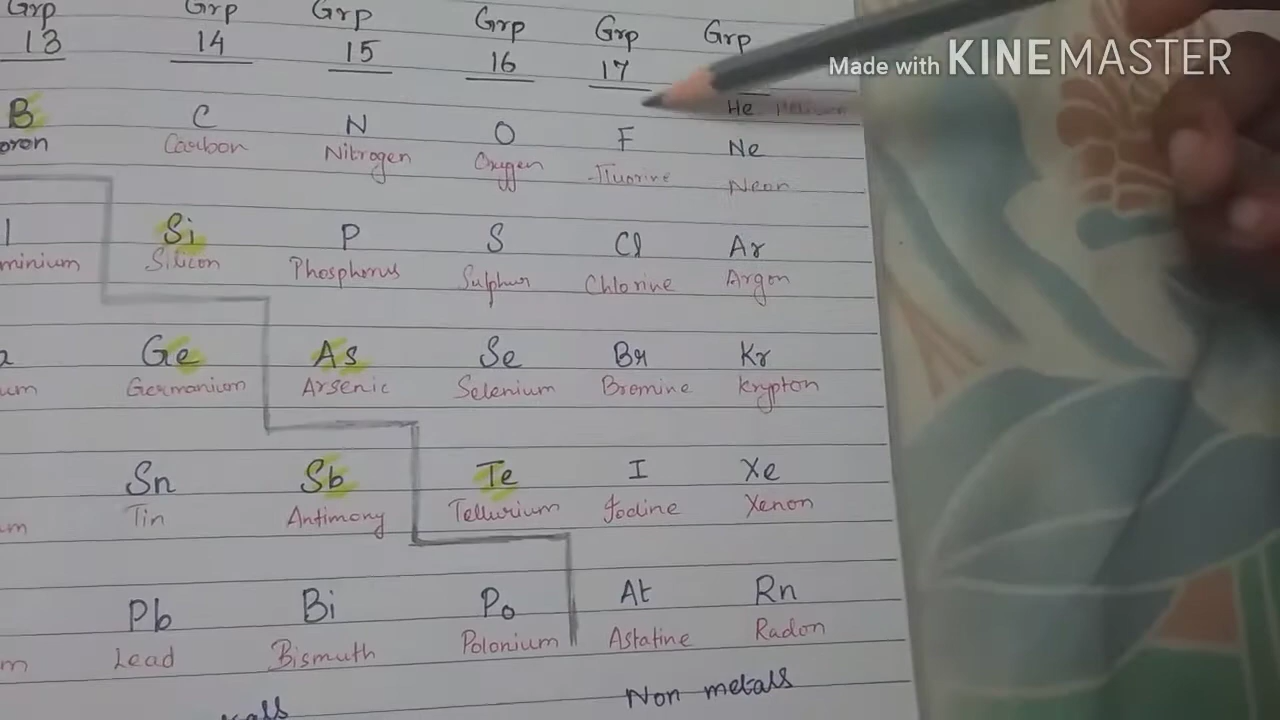 Grp Grp Grp Grp Grp Grp
13 14 15 16 17
Made with KINEMASTER
He Helium
B C N O F Ne
oron Carbon Nitrogen Oxygen Fluorine Neon
l Si P S Cl Ar
minium Silicon Phosphorus Sulphur Chlorine Argon
a Ge As Se Br Kr
um Germanium Arsenic Selenium Bromine Krypton
Sn Sb Te I Xe
um Tin Antimony Tellurium Iodine Xenon
Pb Bi Po At Rn
m Lead Bismuth Polonium Astatine Radon
Non metals